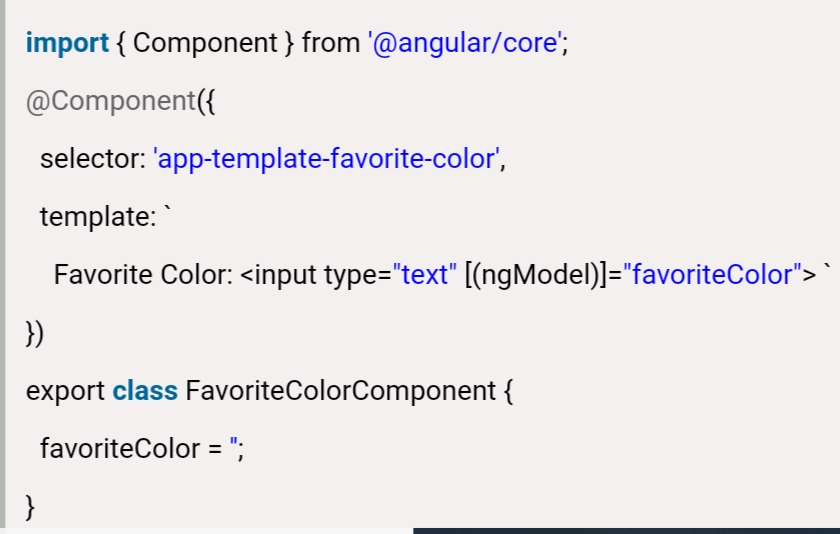 import { Component } from '@angular/core';
@Component({
selector: 'app-template-favorite-color',
template: `
Favorite Color: <input type="text" [(ngModel)]="favoriteColor"> `
})
export class FavoriteColorComponent {
favoriteColor = '';
}